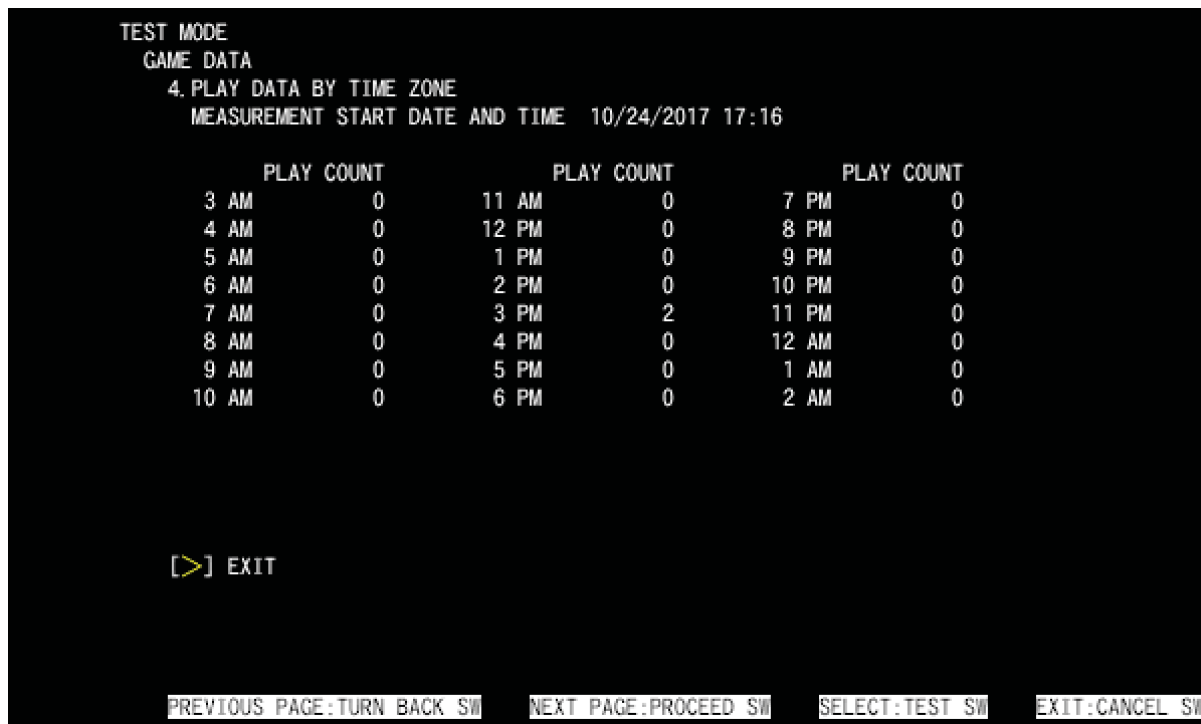 TEST MODE
GAME DATA
4. PLAY DATA BY TIME ZONE
MEASUREMENT START DATE AND TIME 10/24/2017 17:16
PLAY COUNT PLAY COUNT PLAY COUNT
3 AM 0 11 AM 0 7 PM 0
4 AM 0 12 PM 0 8 PM 0
5 AM 0 1 PM 0 9 PM 0
6 AM 0 2 PM 0 10 PM 0
7 AM 0 3 PM 2 11 PM 0
8 AM 0 4 PM 0 12 AM 0
9 AM 0 5 PM 0 1 AM 0
10 AM 0 6 PM 0 2 AM 0
[>] EXIT
PREVIOUS PAGE:TURN BACK SW NEXT PAGE:PROCEED SW SELECT:TEST SW EXIT:CANCEL SW